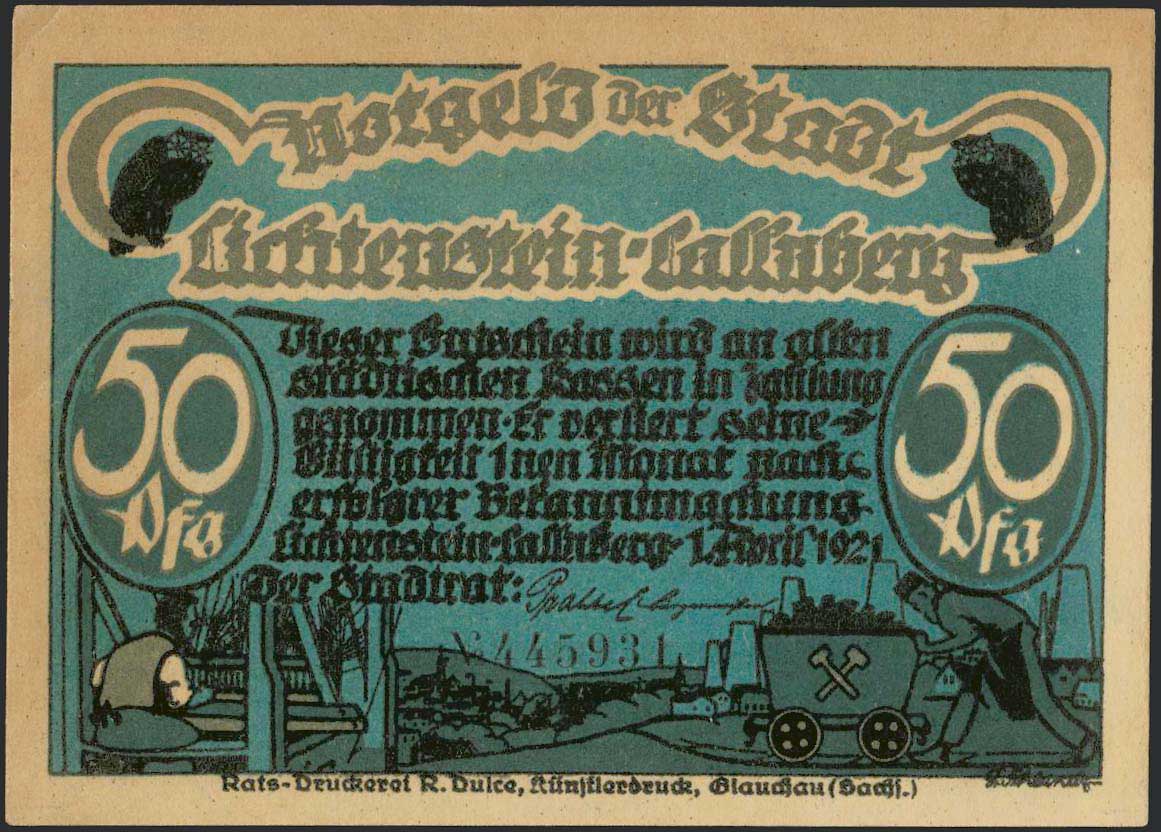 Notgeld der Stadt
Lichtenstein-Callnberg
50
Pfg
50
Pfg
Dieser Gutschein wird an allen
städtischen Kassen in Zahlung
genommen. Er verliert seine
Gültigkeit 1nen Monat nach
erfolgter Bekanntmachung.
Lichtenstein-Callnberg, 1. April 1921
Der Stadtrat:
№ 445931
Rats-Druckerei R. Dulce, Künstlerdruck, Glauchau (Sachs.)